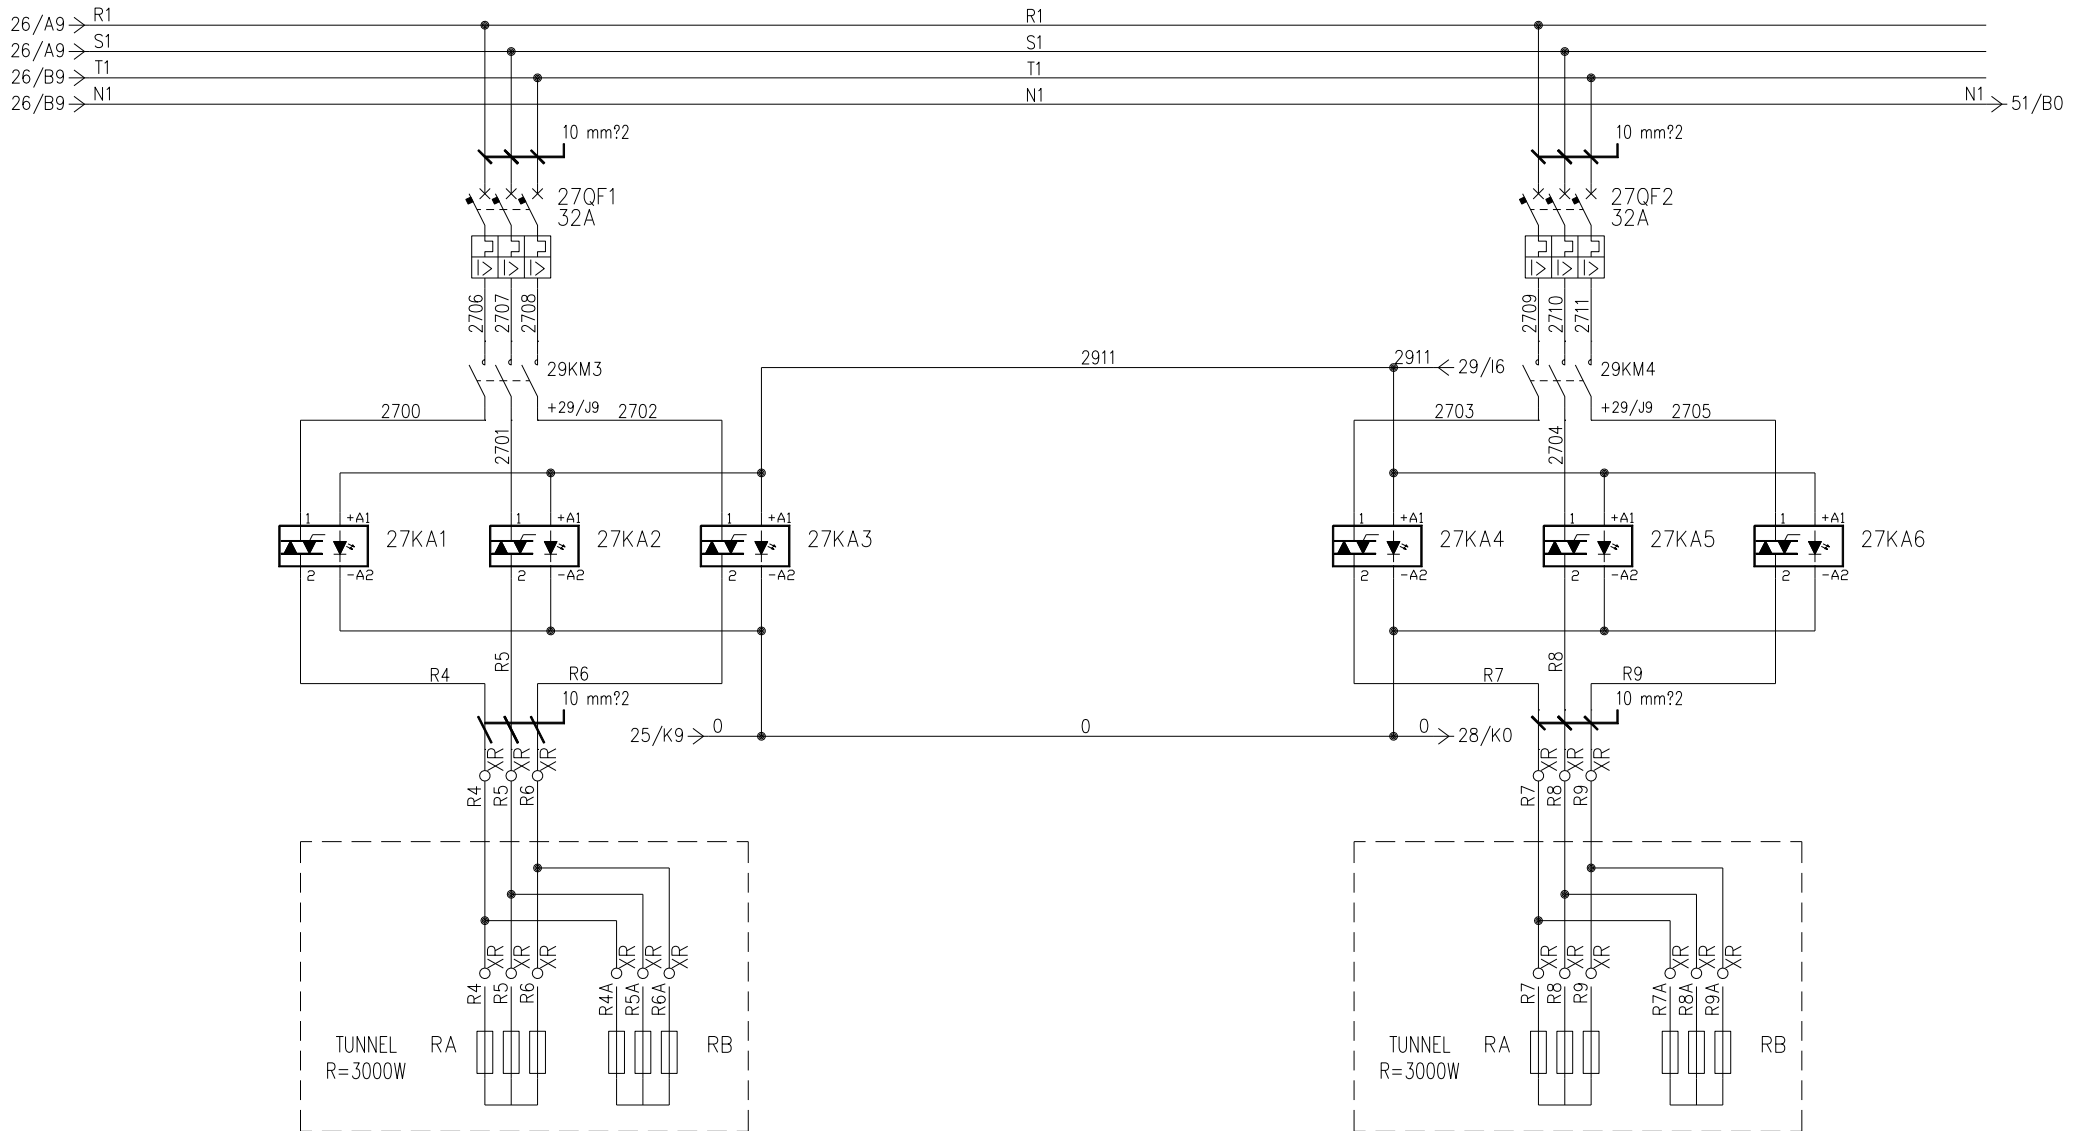 26/A9 R1 R1
26/A9 S1 S1
26/B9 T1 T1
26/B9 N1 N1 N1 51/B0
10 mm?2 10 mm?2
27QF1 27QF2
32A 32A
2706 2707 2708 2709 2710 2711
2911 2911 29/I6
29KM3 29KM4
2700 +29/J9 2702 2703 +29/J9 2705
2701 2704
1 +A1 1 +A1 1 +A1 1 +A1 1 +A1 1 +A1
27KA1 27KA2 27KA3 27KA4 27KA5 27KA6
2 -A2 2 -A2 2 -A2 2 -A2 2 -A2 2 -A2
R4 R5 R6 R7 R8 R9
10 mm?2 10 mm?2
25/K9 0 0 0 28/K0
XR XR XR XR XR XR
R4 R5 R6 R7 R8 R9
XR XR XR XR XR XR XR XR XR XR XR XR
R4 R5 R6 R4A R5A R6A R7 R8 R9 R7A R8A R9A
TUNNEL RA RB TUNNEL RA RB
R=3000W R=3000W